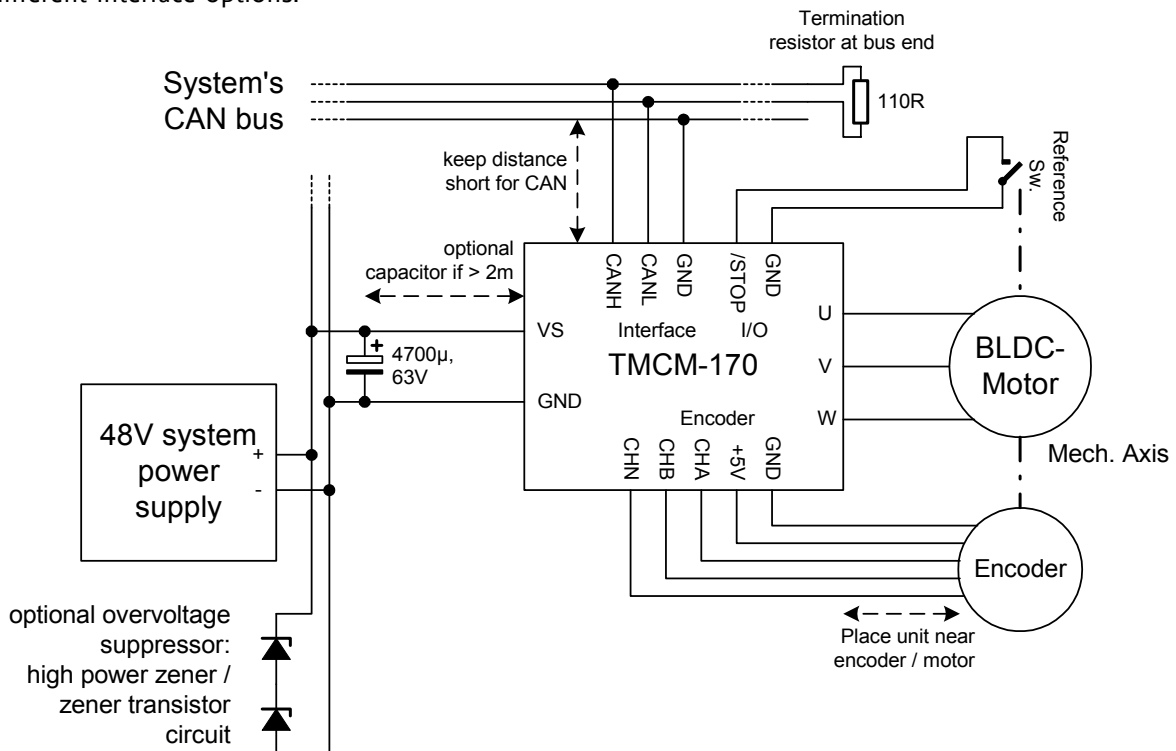 different interface options.
Termination
resistor at bus end
System's
CAN bus
110R
keep distance
short for CAN
Reference
Sw.
optional
capacitor if > 2m
CANH
CANL
GND
/STOP
GND
VS
Interface
I/O
U
TMCM-170
V
4700µ,
63V
GND
W
BLDC-
Motor
Encoder
CHN
CHB
CHA
+5V
GND
48V system
power
supply
+
-
+
Mech. Axis
Encoder
optional overvoltage
suppressor:
high power zener /
zener transistor
circuit
Place unit near
encoder / motor